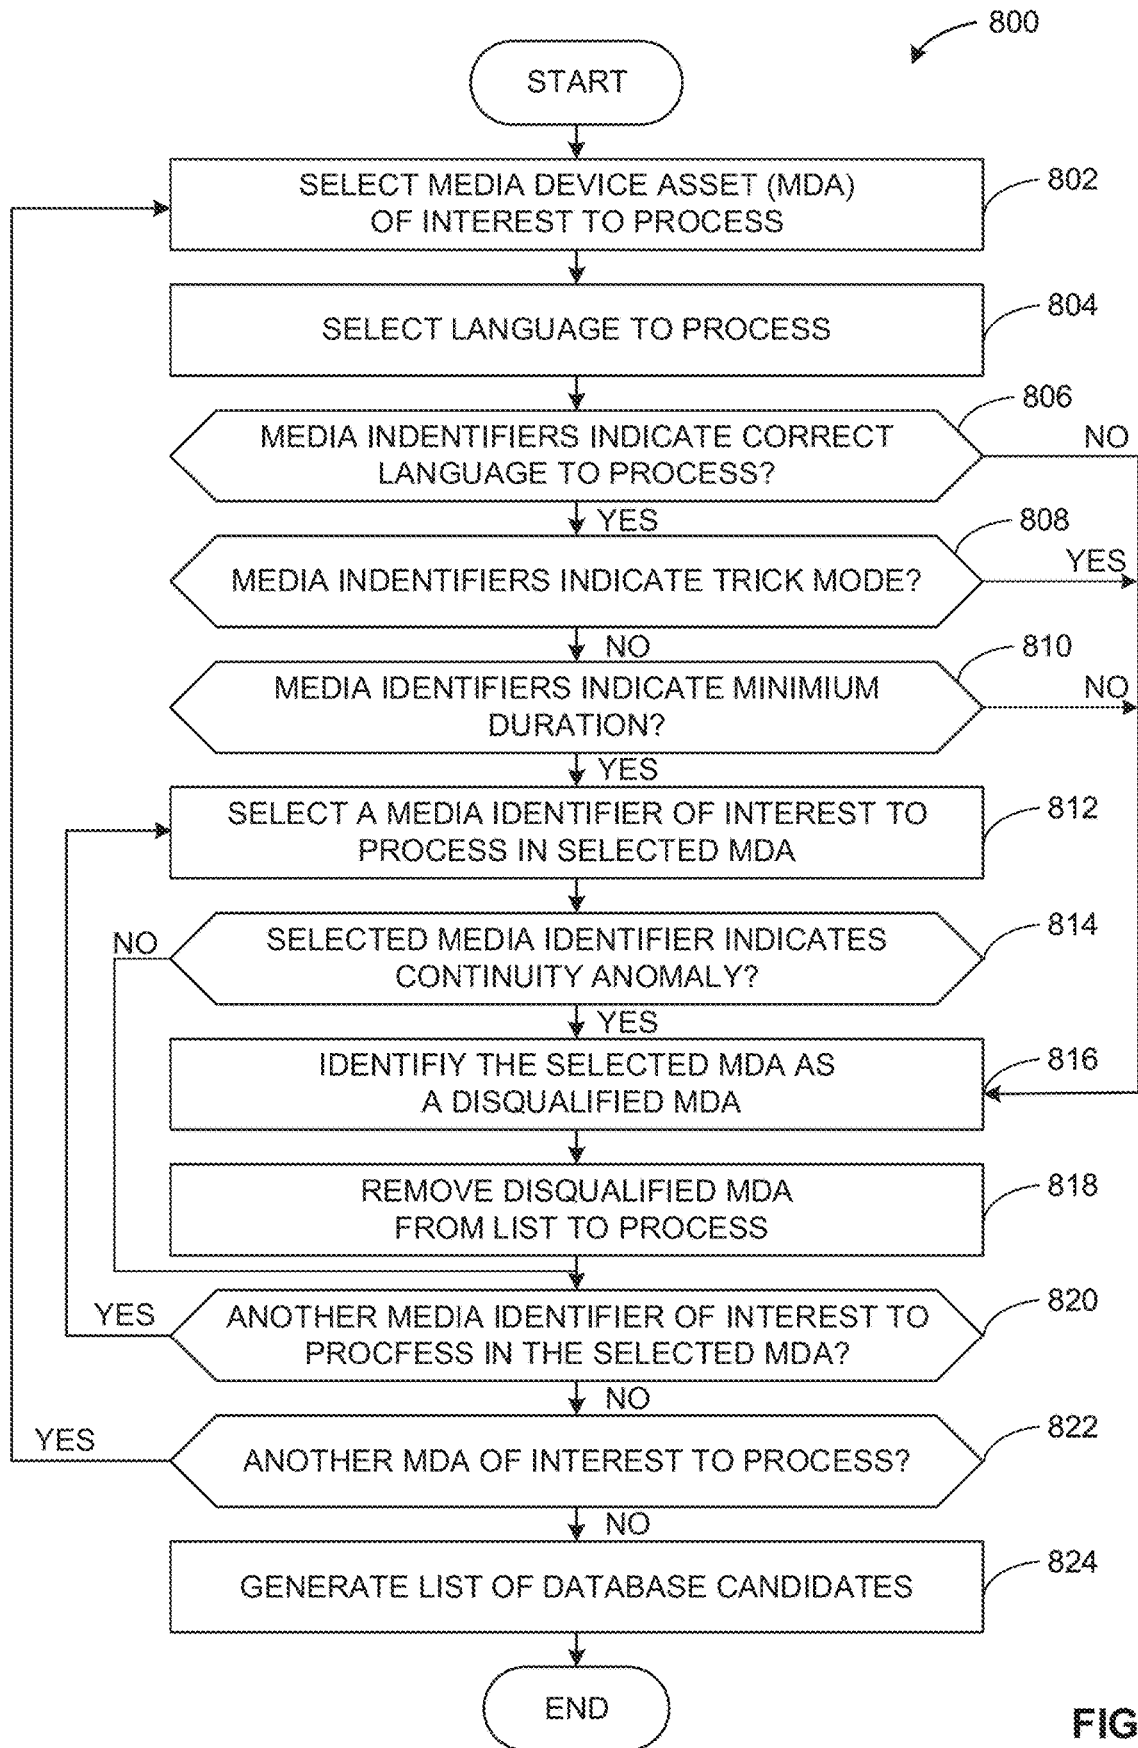 800
START
SELECT MEDIA DEVICE ASSET (MDA)
OF INTEREST TO PROCESS
802
SELECT LANGUAGE TO PROCESS
804
MEDIA INDENTIFIERS INDICATE CORRECT
LANGUAGE TO PROCESS?
806
NO
YES
MEDIA INDENTIFIERS INDICATE TRICK MODE?
808
YES
NO
MEDIA IDENTIFIERS INDICATE MINIMIUM
DURATION?
810
NO
YES
SELECT A MEDIA IDENTIFIER OF INTEREST TO
PROCESS IN SELECTED MDA
812
SELECTED MEDIA IDENTIFIER INDICATES
CONTINUITY ANOMALY?
814
NO
YES
IDENTIFIY THE SELECTED MDA AS
A DISQUALIFIED MDA
816
REMOVE DISQUALIFIED MDA
FROM LIST TO PROCESS
818
ANOTHER MEDIA IDENTIFIER OF INTEREST TO
PROCFESS IN THE SELECTED MDA?
820
YES
NO
ANOTHER MDA OF INTEREST TO PROCESS?
822
YES
NO
GENERATE LIST OF DATABASE CANDIDATES
824
END
FIG